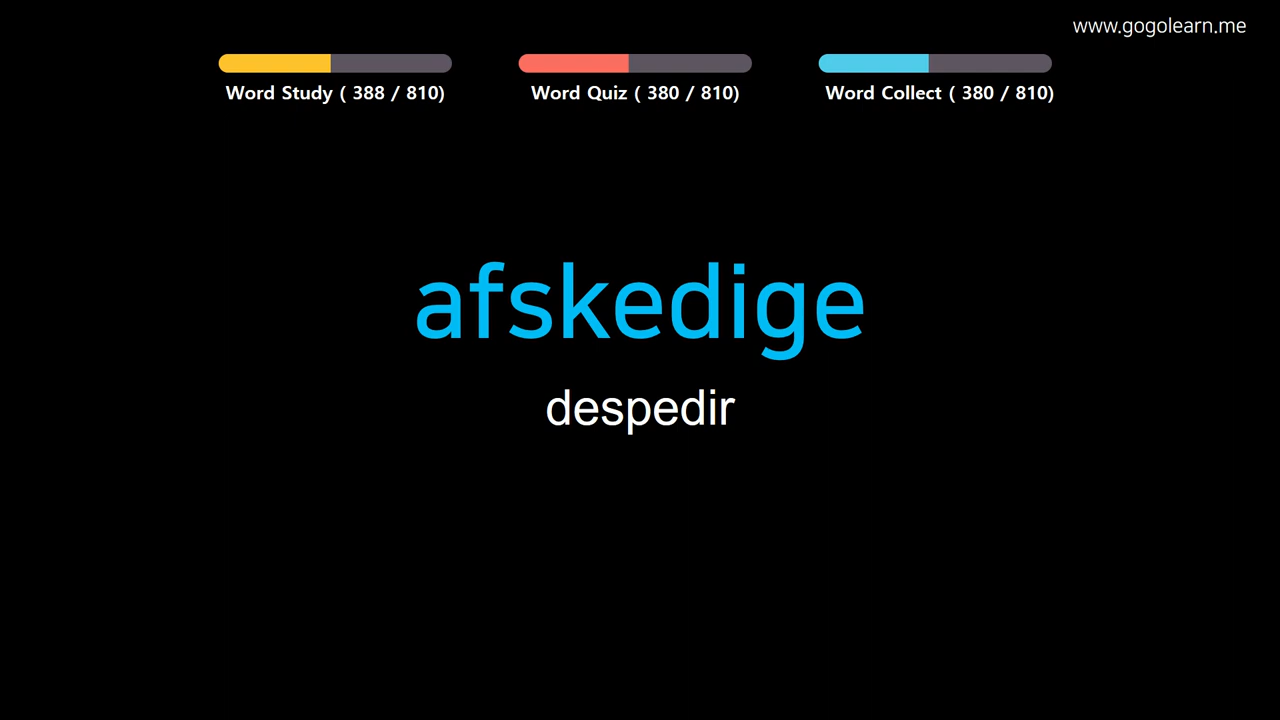 www.gogolearn.me
Word Study ( 388 / 810)
Word Quiz ( 380 / 810)
Word Collect ( 380 / 810)
afskedige
despedir